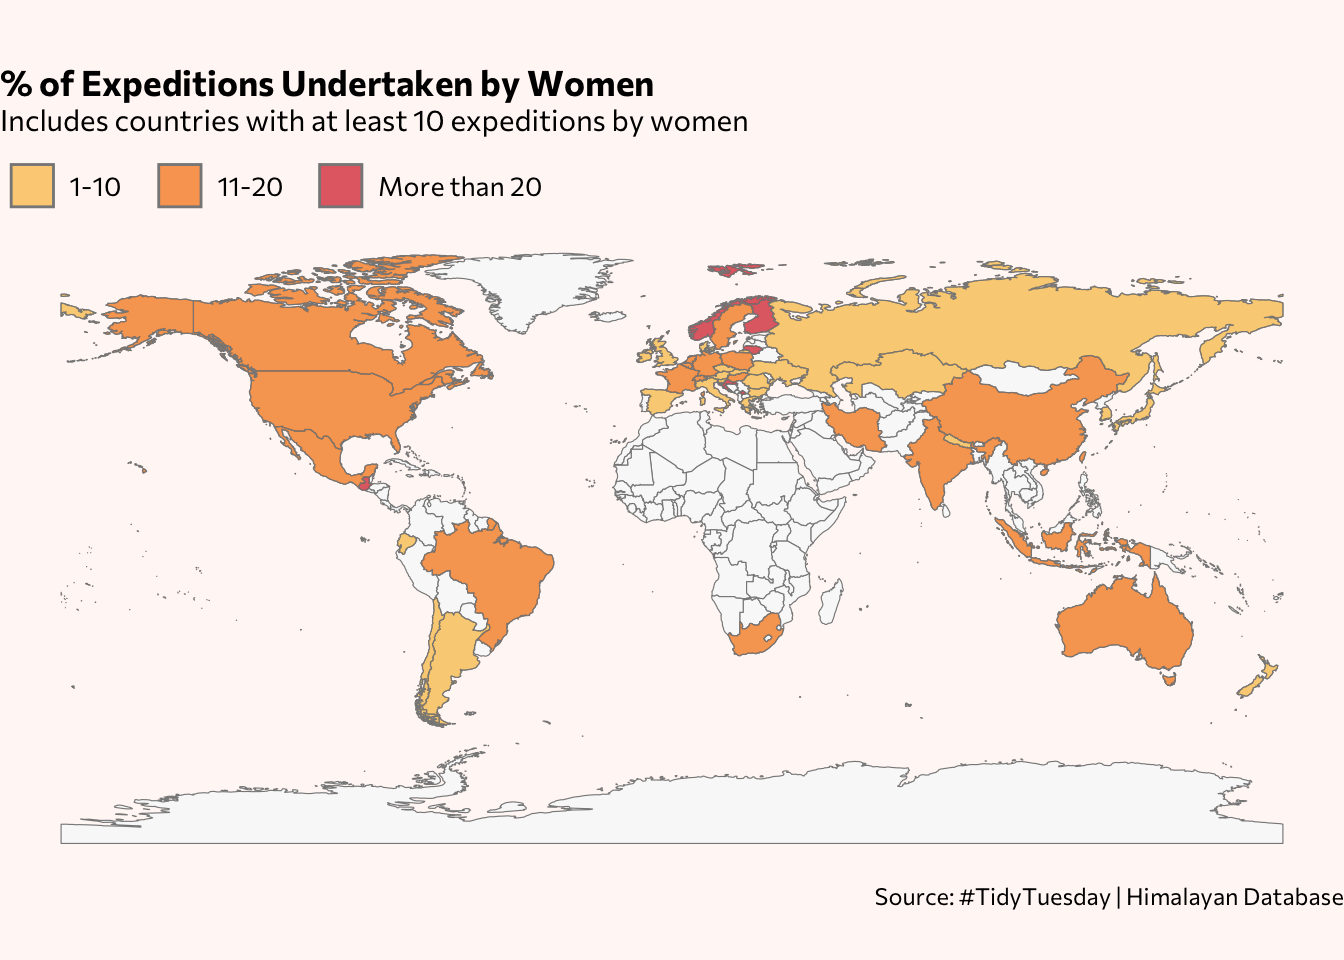 % of Expeditions Undertaken by Women
Includes countries with at least 10 expeditions by women
1-10 11-20 More than 20
Source: #TidyTuesday | Himalayan Database